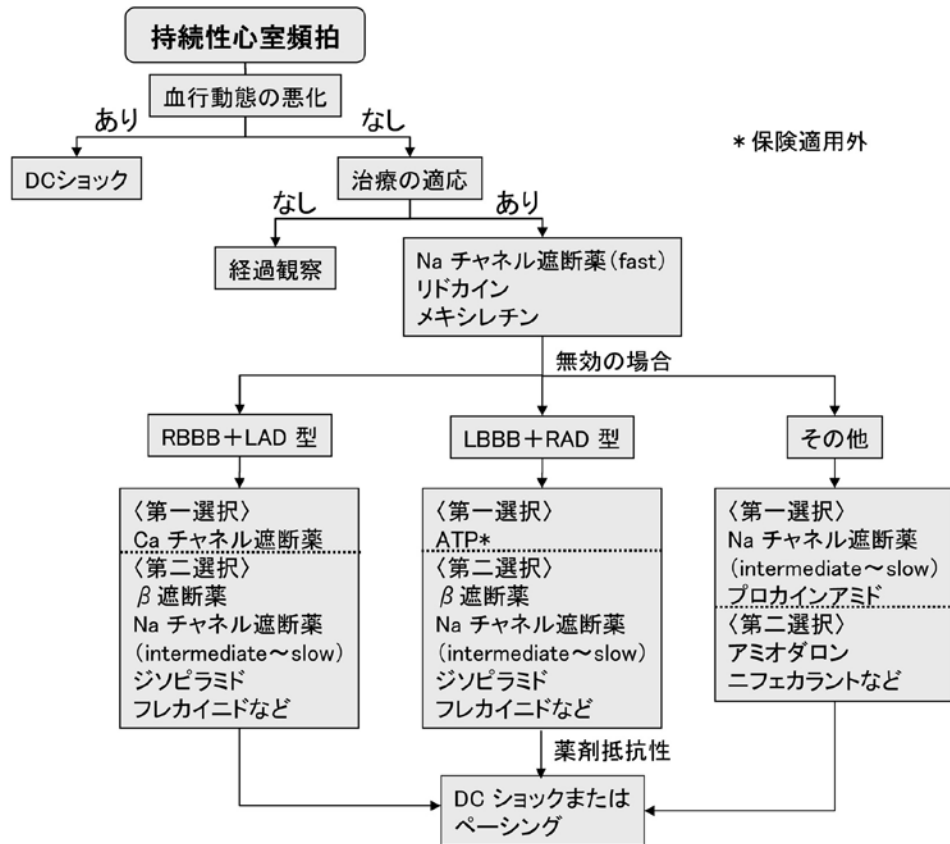 持続性心室頻拍
血行動態の悪化
あり
なし
*保険適用外
DCショック
治療の適応
なし
あり
経過観察
Na チャネル遮断薬(fast)
リドカイン
メキシレチン
無効の場合
RBBB+LAD 型
LBBB+RAD 型
その他
〈第一選択〉
Ca チャネル遮断薬
〈第二選択〉
β遮断薬
Na チャネル遮断薬
(intermediate~slow)
ジソピラミド
フレカイニドなど
〈第一選択〉
ATP*
〈第二選択〉
β遮断薬
Na チャネル遮断薬
(intermediate~slow)
ジソピラミド
フレカイニドなど
〈第一選択〉
Na チャネル遮断薬
(intermediate~slow)
プロカインアミド
〈第二選択〉
アミオダロン
ニフェカラントなど
薬剤抵抗性
DC ショックまたは
ペーシング